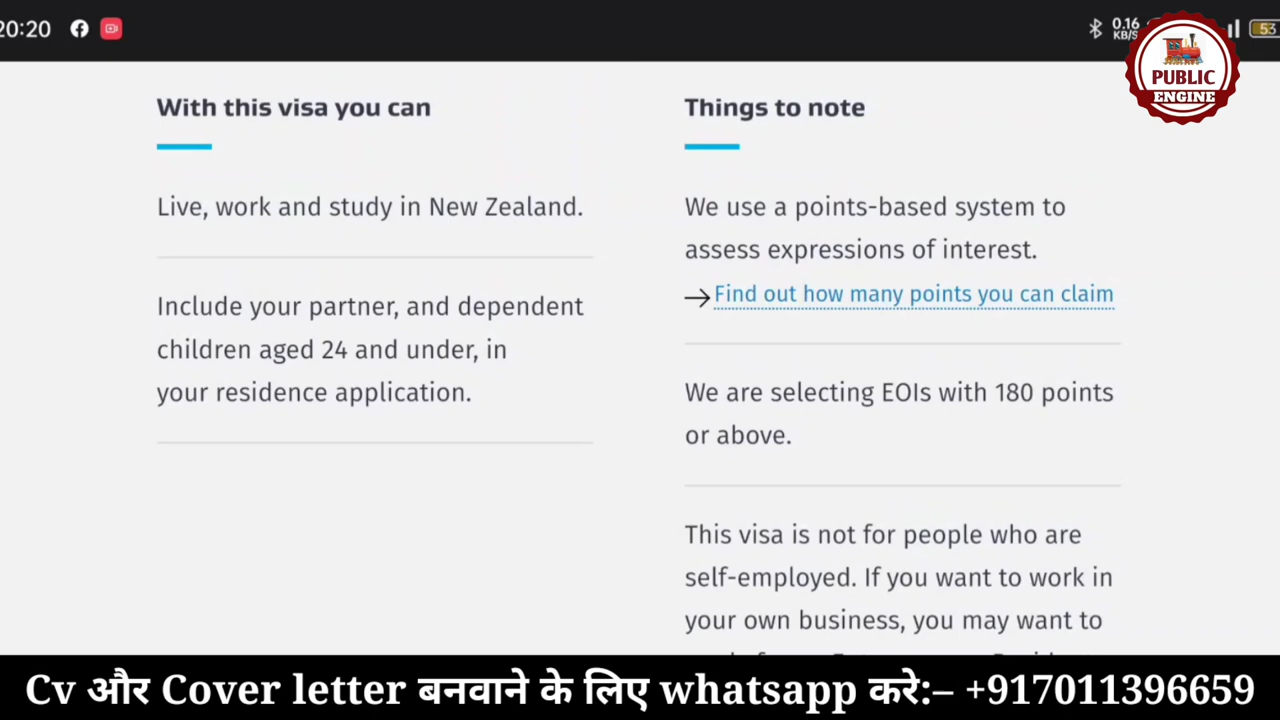 20:20
0.16
KB/S
53
PUBLIC
ENGINE
With this visa you can
Live, work and study in New Zealand.
Include your partner, and dependent
children aged 24 and under, in
your residence application.
Things to note
We use a points-based system to
assess expressions of interest.
Find out how many points you can claim
We are selecting EOIs with 180 points
or above.
This visa is not for people who are
self-employed. If you want to work in
your own business, you may want to
Cv और Cover letter बनवाने के लिए whatsapp करे:– +917011396659